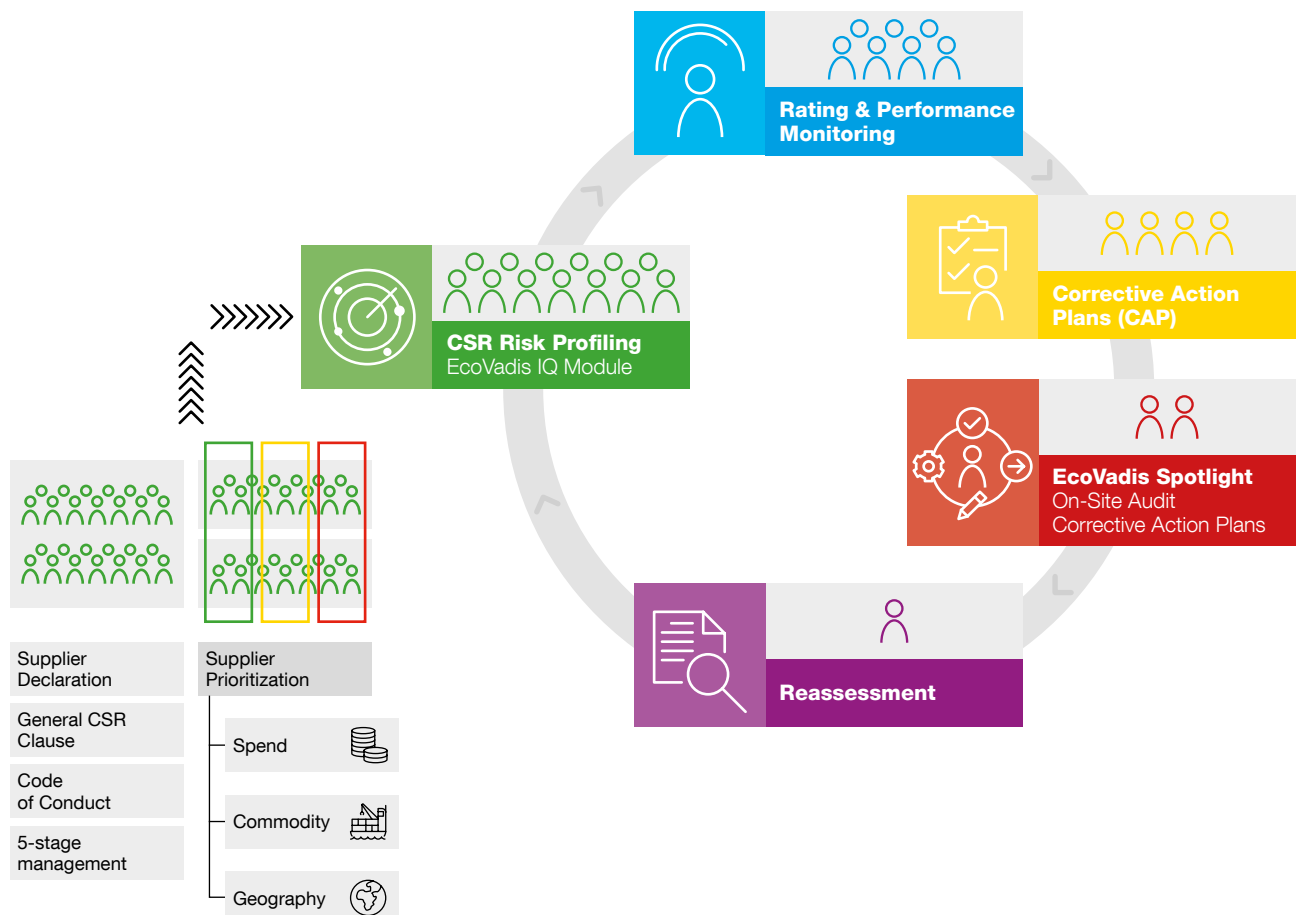 Rating & Performance
Monitoring
Corrective Action
Plans (CAP)
CSR Risk Profiling
EcoVadis IQ Module
EcoVadis Spotlight
On-Site Audit
Corrective Action Plans
Reassessment
Supplier
Declaration
General CSR
Clause
Code
of Conduct
5-stage
management
Supplier
Prioritization
Spend
Commodity
Geography